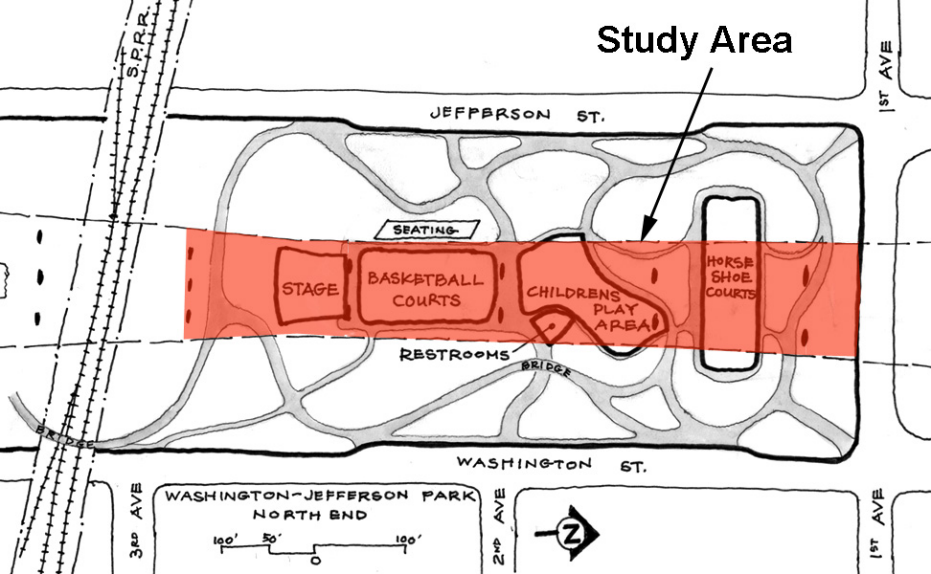 Study Area
S.P.R.R.
1ST AVE
JEFFERSON ST.
SEATING
STAGE
BASKETBALL
COURTS
CHILDRENS
PLAY
AREA
HORSE
SHOE
COURTS
RESTROOMS
BRIDGE
BRIDGE
WASHINGTON ST.
3RD AVE
WASHINGTON-JEFFERSON PARK
NORTH END
100' 50' 0 100'
2ND AVE
Z
1ST AVE